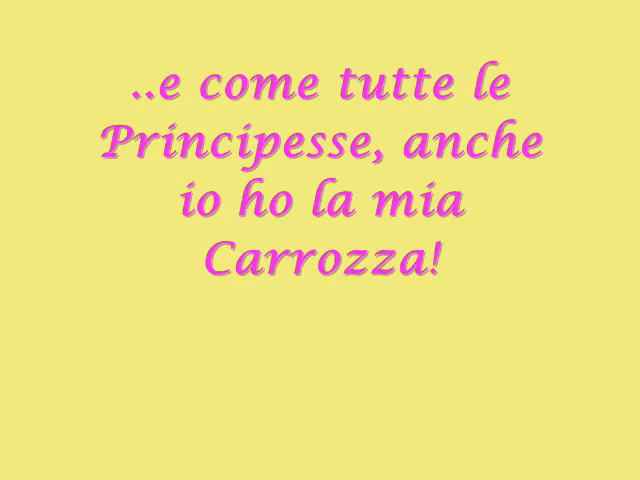 ..e come tutte le
Principesse, anche
io ho la mia
Carrozza!